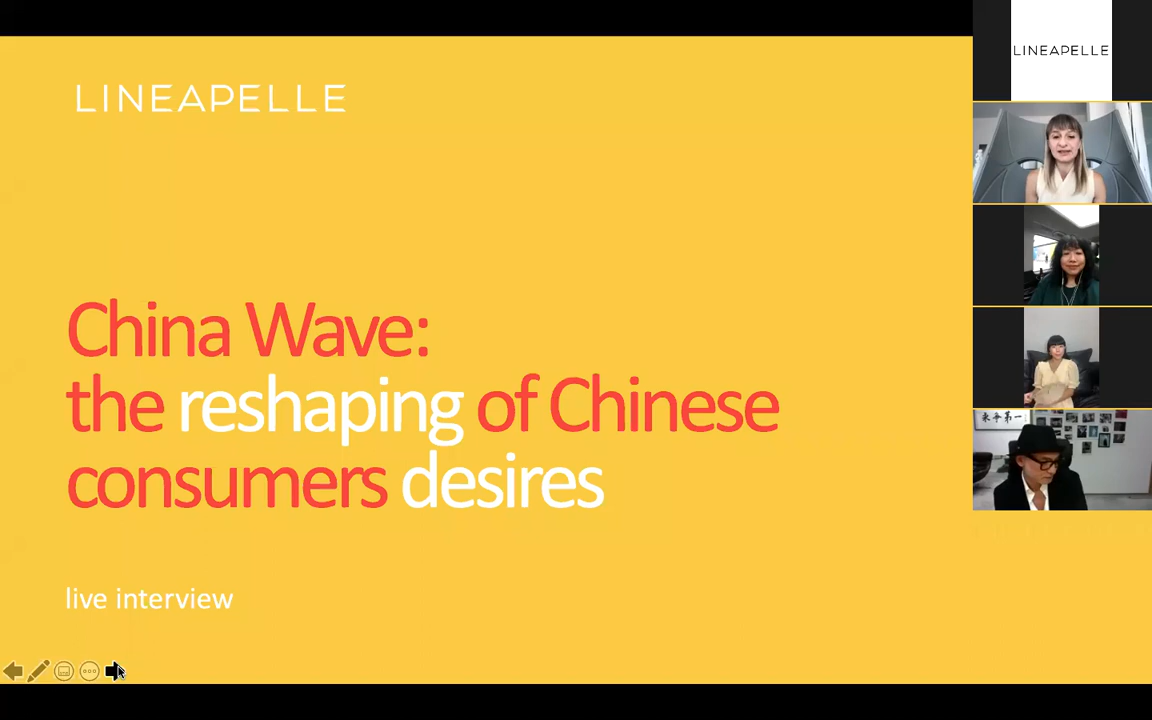 LINEAPELLE
LINEAPELLE
China Wave:
the reshaping of Chinese
consumers desires
live interview